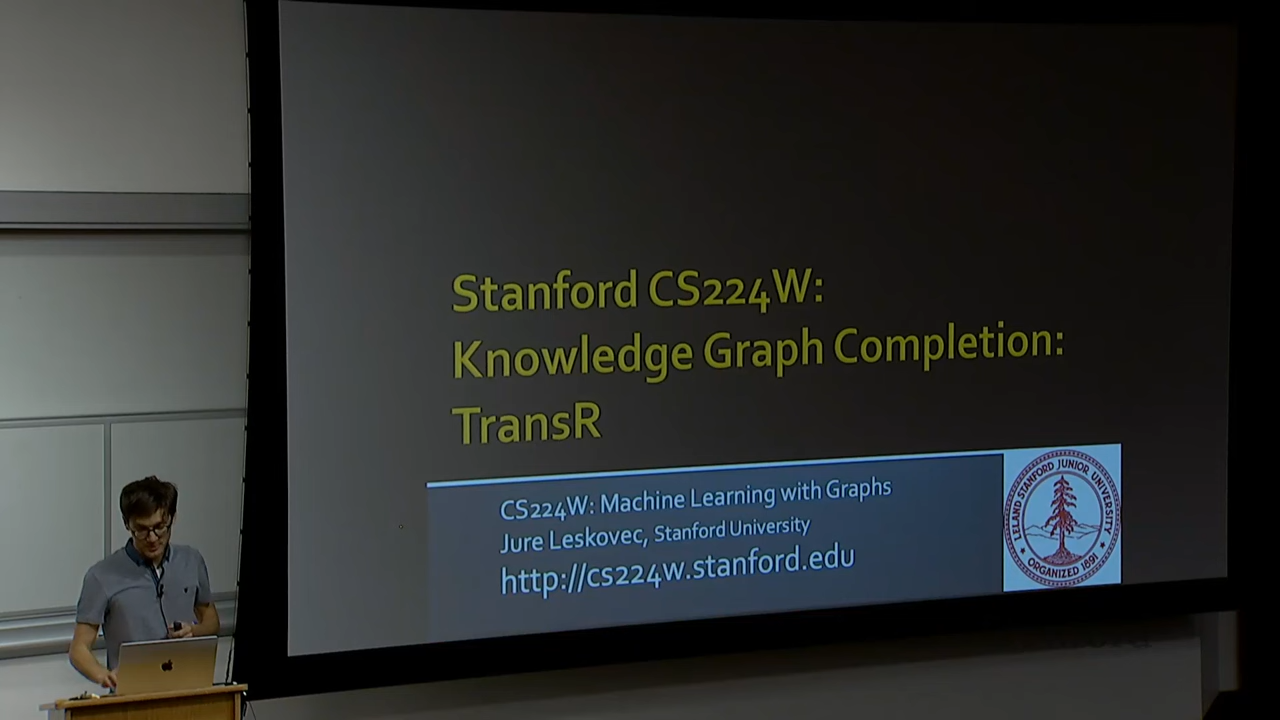 Stanford CS224W:
Knowledge Graph Completion:
TransR
CS224W: Machine Learning with Graphs
Jure Leskovec, Stanford University
http://cs224w.stanford.edu
LELAND STANFORD JUNIOR UNIVERSITY
ORGANIZED 1891